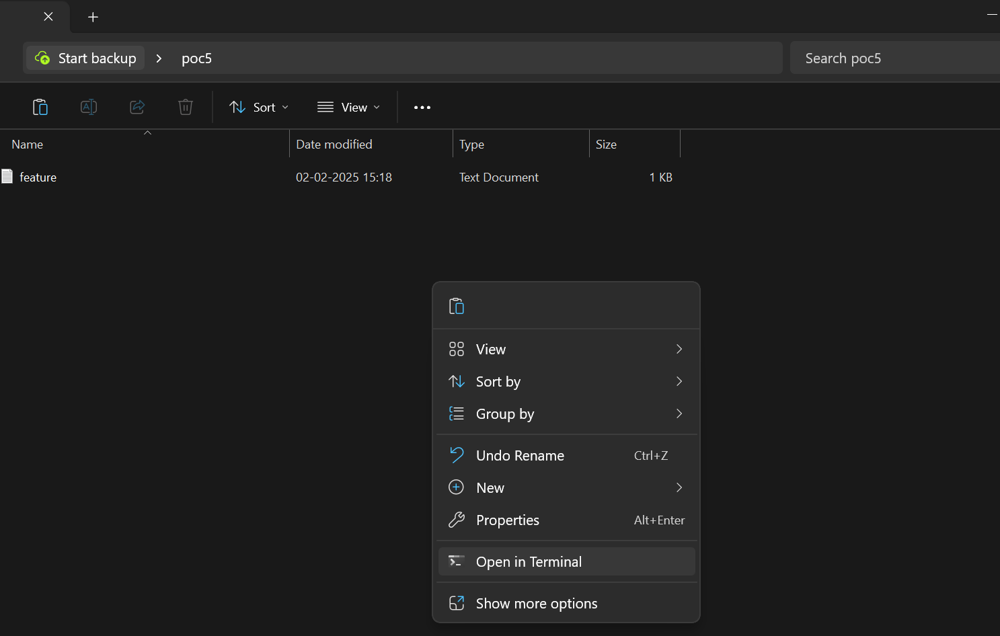 Start backup > poc5
Search poc5
Sort
View
Name
Date modified
Type
Size
feature
02-02-2025 15:18
Text Document
1 KB
View
Sort by
Group by
Undo Rename Ctrl+Z
New
Properties Alt+Enter
Open in Terminal
Show more options